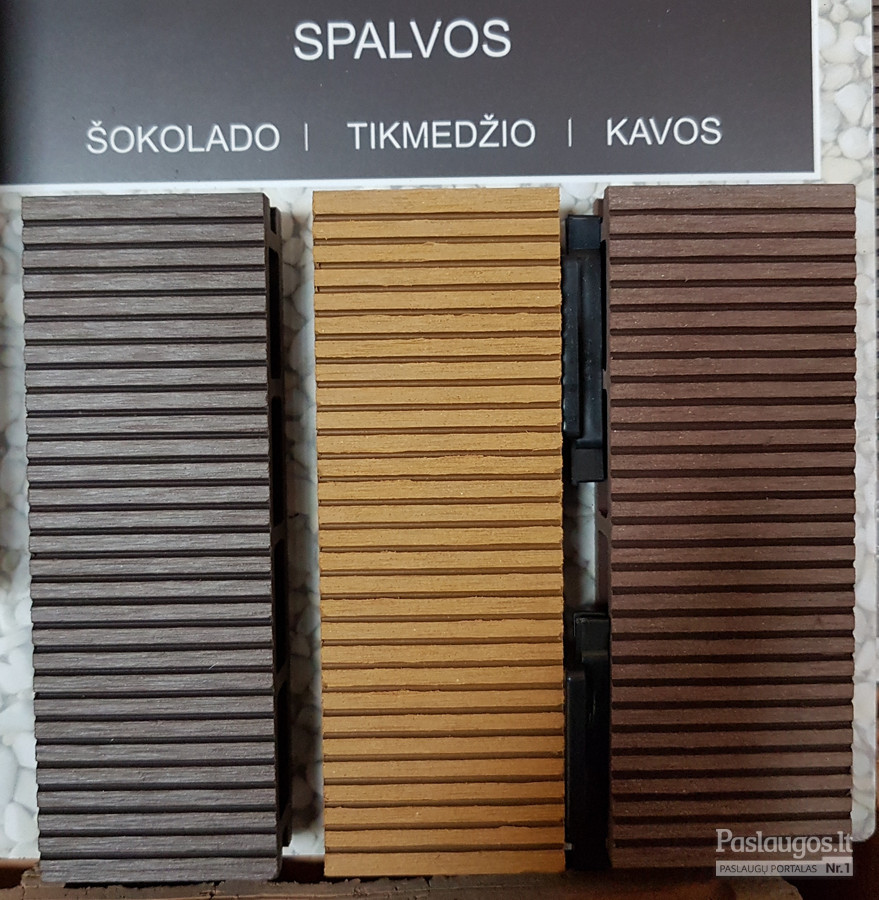 SPALVOS
ŠOKOLADO | TIKMEDŽIO | KAVOS
Paslaugos.lt
PASLAUGŲ PORTALAS Nr.1